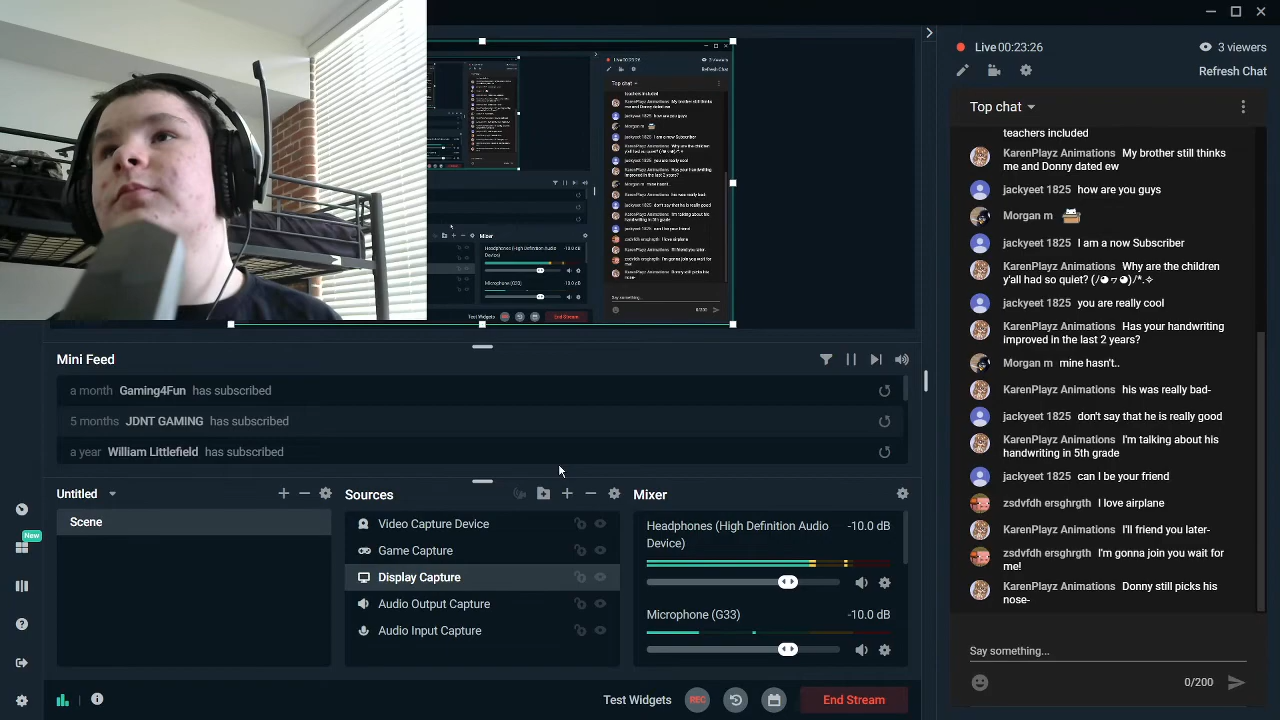 Live 00:23:26
3 viewers
Refresh Chat
Top chat
teachers included
KarenPlayz Animations My brother still thinks
me and Donny dated ew
jackyeet 1825 how are you guys
Morgan m
jackyeet 1825 I am a now Subscriber
KarenPlayz Animations Why are the children
y'all had so quiet? (ﾉ◕ヮ◕)ﾉ*.✧
jackyeet 1825 you are really cool
KarenPlayz Animations Has your handwriting
improved in the last 2 years?
Morgan m mine hasn't..
KarenPlayz Animations his was really bad-
jackyeet 1825 don't say that he is really good
KarenPlayz Animations I'm talking about his
handwriting in 5th grade
jackyeet 1825 can I be your friend
zsdvfdh ersghrgth I love airplane
KarenPlayz Animations I'll friend you later-
zsdvfdh ersghrgth I'm gonna join you wait for
me!
KarenPlayz Animations Donny still picks his
nose-
Say something...
0/200
Mini Feed
a month Gaming4Fun has subscribed
5 months JDNT GAMING has subscribed
a year William Littlefield has subscribed
New
Untitled
Scene
Sources
Video Capture Device
Game Capture
Display Capture
Audio Output Capture
Audio Input Capture
Mixer
Headphones (High Definition Audio
Device)
-10.0 dB
Microphone (G33)
-10.0 dB
Test Widgets
REC
End Stream